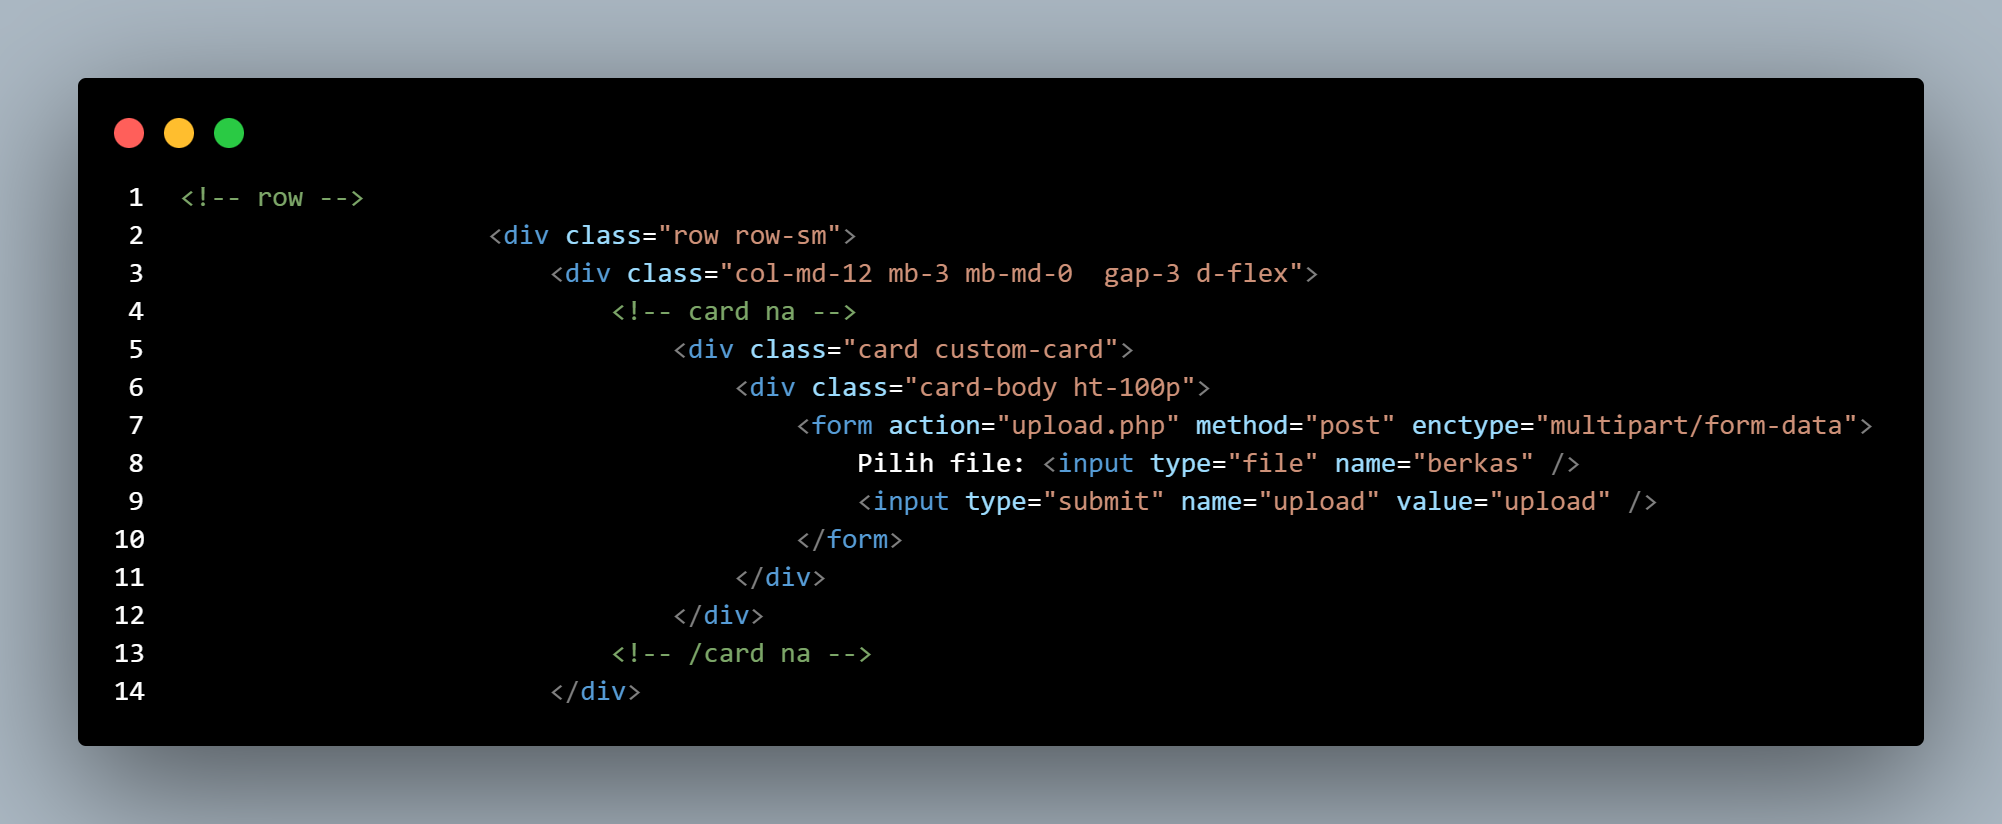 1 <!-- row -->
2 <div class="row row-sm">
3 <div class="col-md-12 mb-3 mb-md-0  gap-3 d-flex">
4 <!-- card na -->
5 <div class="card custom-card">
6 <div class="card-body ht-100p">
7 <form action="upload.php" method="post" enctype="multipart/form-data">
8 Pilih file: <input type="file" name="berkas" />
9 <input type="submit" name="upload" value="upload" />
10 </form>
11 </div>
12 </div>
13 <!-- /card na -->
14 </div>